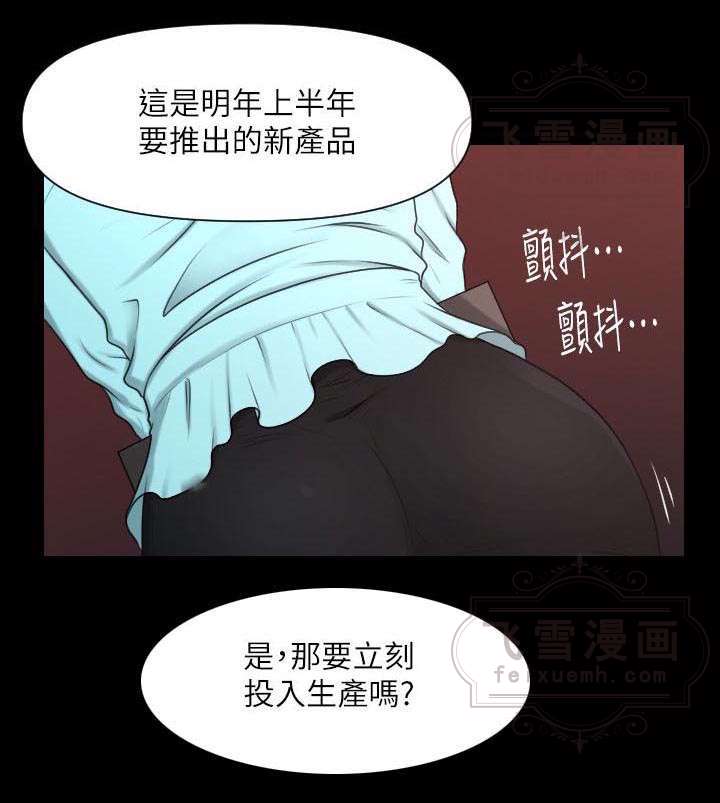 這是明年上半年
要推出的新產品
飞雪漫画
feixuemh.com
顫抖…
顫抖…
是,那要立刻
投入生產嗎?
飞雪漫画
feixuemh.com